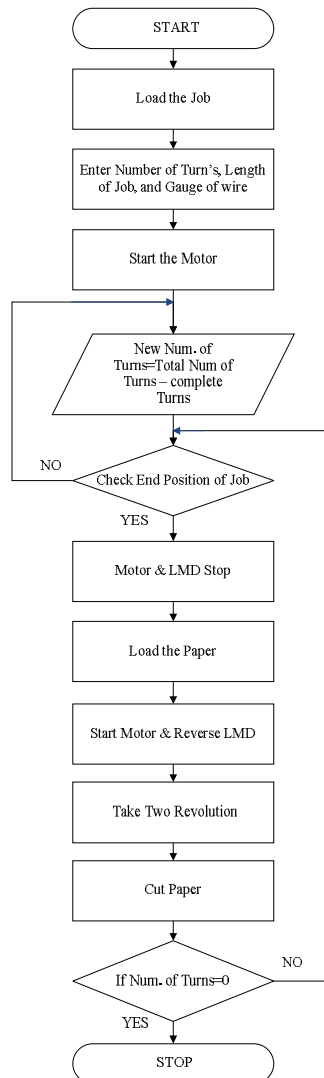 START
Load the Job
Enter Number of Turn's, Length
of Job, and Gauge of wire
Start the Motor
New Num. of
Turns=Total Num of
Turns – complete
Turns
NO
Check End Position of Job
YES
Motor & LMD Stop
Load the Paper
Start Motor & Reverse LMD
Take Two Revolution
Cut Paper
If Num. of Turns=0
NO
YES
STOP